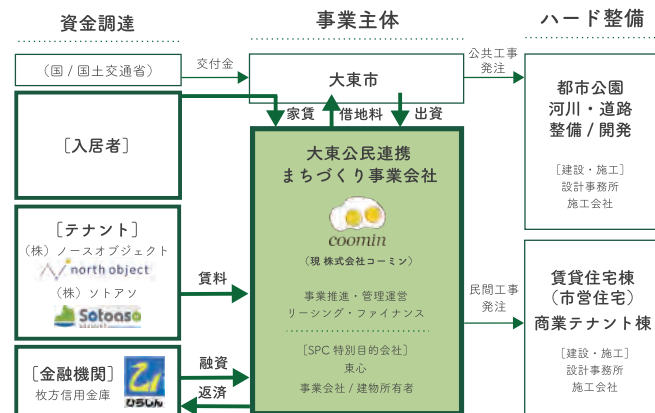 資金調達
事業主体
ハード整備
（国 / 国土交通省）
交付金
大東市
公共工事
発注
都市公園
河川・道路
整備 / 開発
［建設・施工］
設計事務所
施工会社
［入居者］
家賃
借地料
出資
大東公民連携
まちづくり事業会社
coomin
（現 株式会社コーミン）
事業推進・管理運営
リーシング・ファイナンス
［SPC 特別目的会社］
東心
事業会社 / 建物所有者
［テナント］
（株）ノースオブジェクト
north object
（株）ソトアソ
Sotoaso
賃料
民間工事
発注
賃貸住宅棟
（市営住宅）
商業テナント棟
［建設・施工］
設計事務所
施工会社
［金融機関］
枚方信用金庫
ひらしん
融資
返済